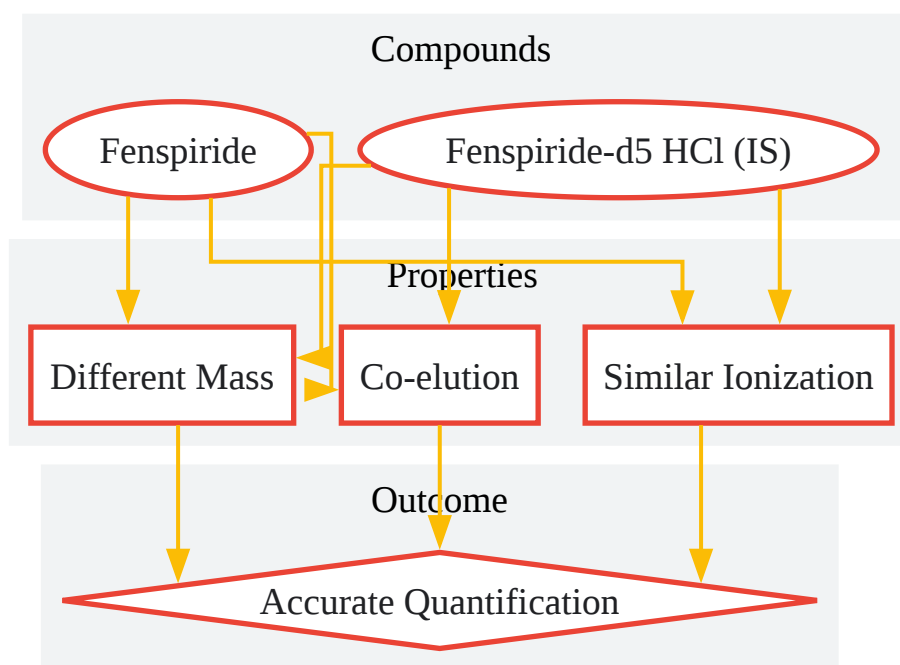 Compounds
Fenspiride
Fenspiride-d5 HCl (IS)
Properties
Different Mass
Co-elution
Similar Ionization
Outcome
Accurate Quantification